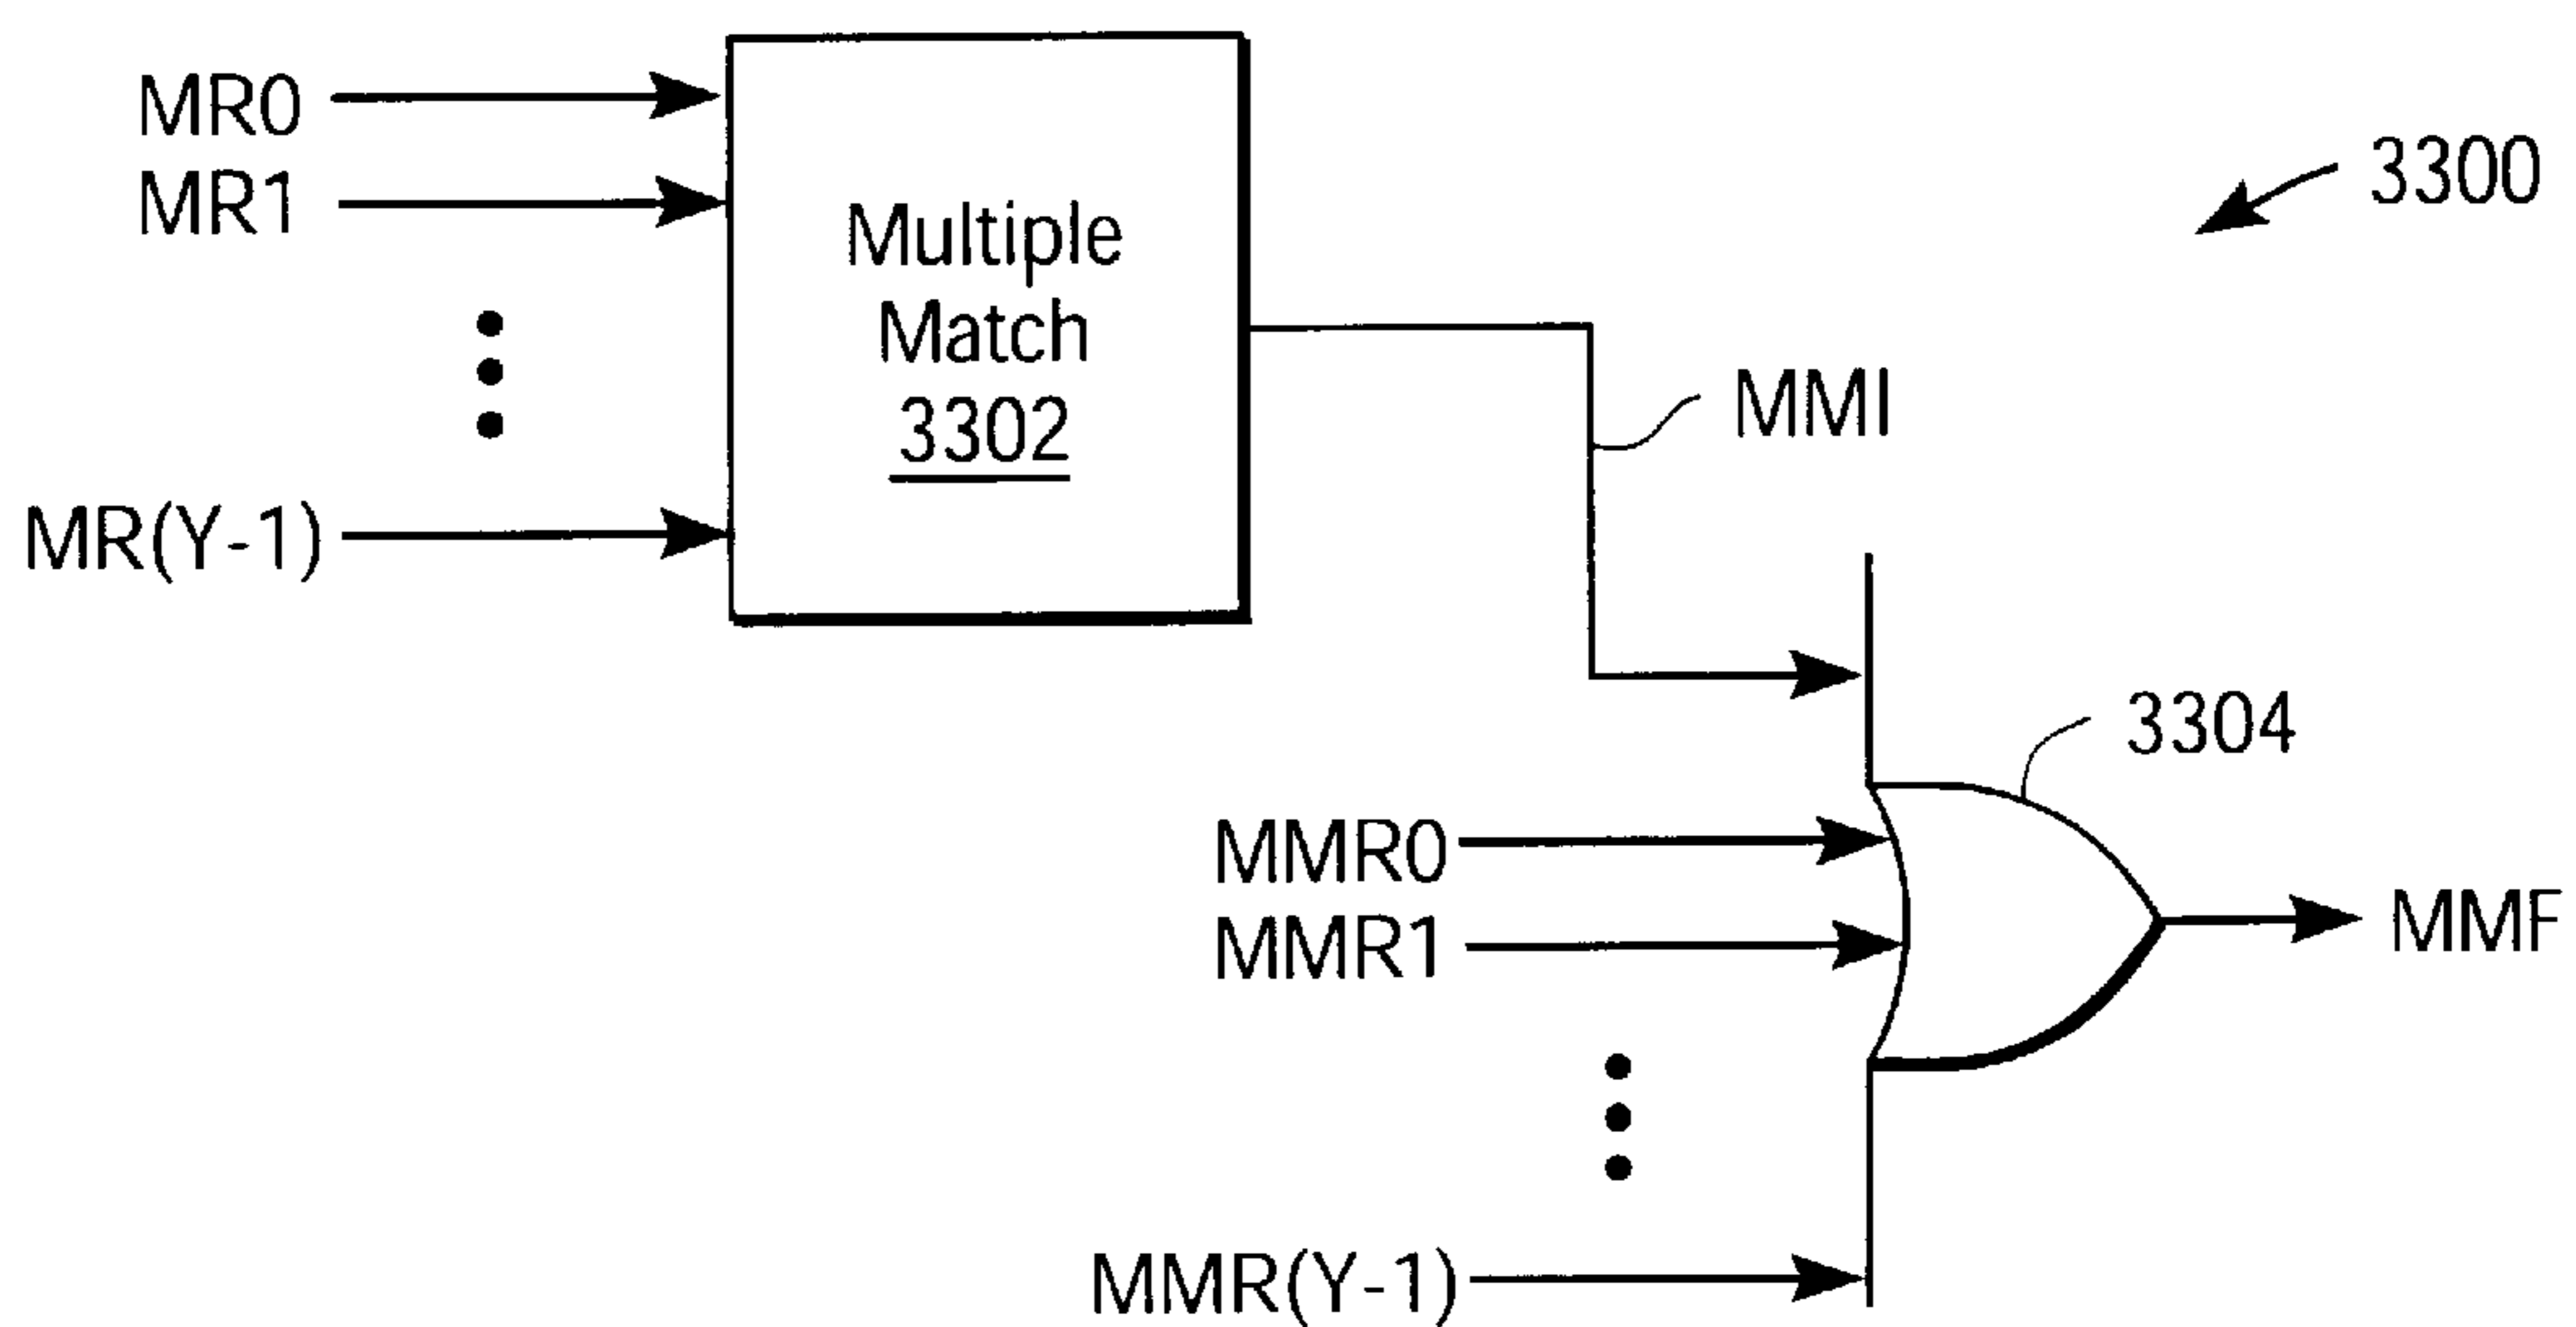 MR0
MR1
MR(Y-1)
Multiple
Match
3302
3300
MMI
3304
MMR0
MMR1
MMR(Y-1)
MMF